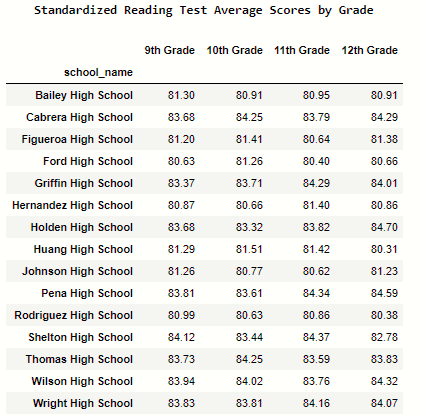 Standardized Reading Test Average Scores by Grade
9th Grade 10th Grade 11th Grade 12th Grade
school_name
Bailey High School 81.30 80.91 80.95 80.91
Cabrera High School 83.68 84.25 83.79 84.29
Figueroa High School 81.20 81.41 80.64 81.38
Ford High School 80.63 81.26 80.40 80.66
Griffin High School 83.37 83.71 84.29 84.01
Hernandez High School 80.87 80.66 81.40 80.86
Holden High School 83.68 83.32 83.82 84.70
Huang High School 81.29 81.51 81.42 80.31
Johnson High School 81.26 80.77 80.62 81.23
Pena High School 83.81 83.61 84.34 84.59
Rodriguez High School 80.99 80.63 80.86 80.38
Shelton High School 84.12 83.44 84.37 82.78
Thomas High School 83.73 84.25 83.59 83.83
Wilson High School 83.94 84.02 83.76 84.32
Wright High School 83.83 83.81 84.16 84.07